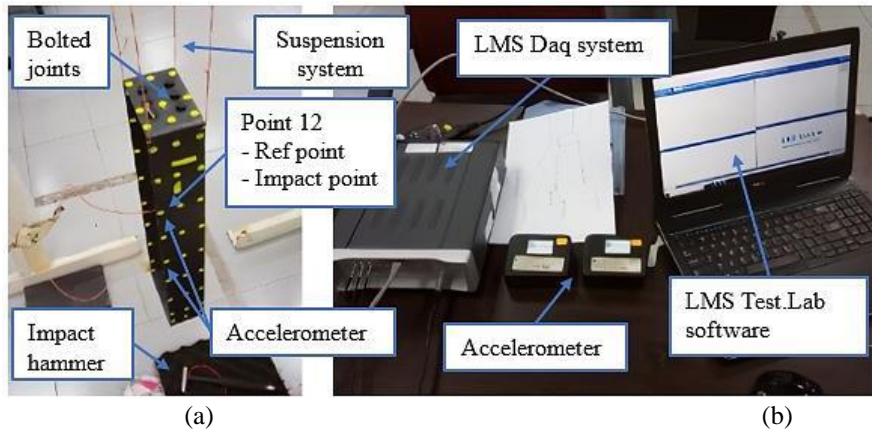 Bolted
joints
Suspension
system
LMS Daq system
Point 12
- Ref point
- Impact point
Impact
hammer
Accelerometer
Accelerometer
LMS Test.Lab
software
(a)
(b)